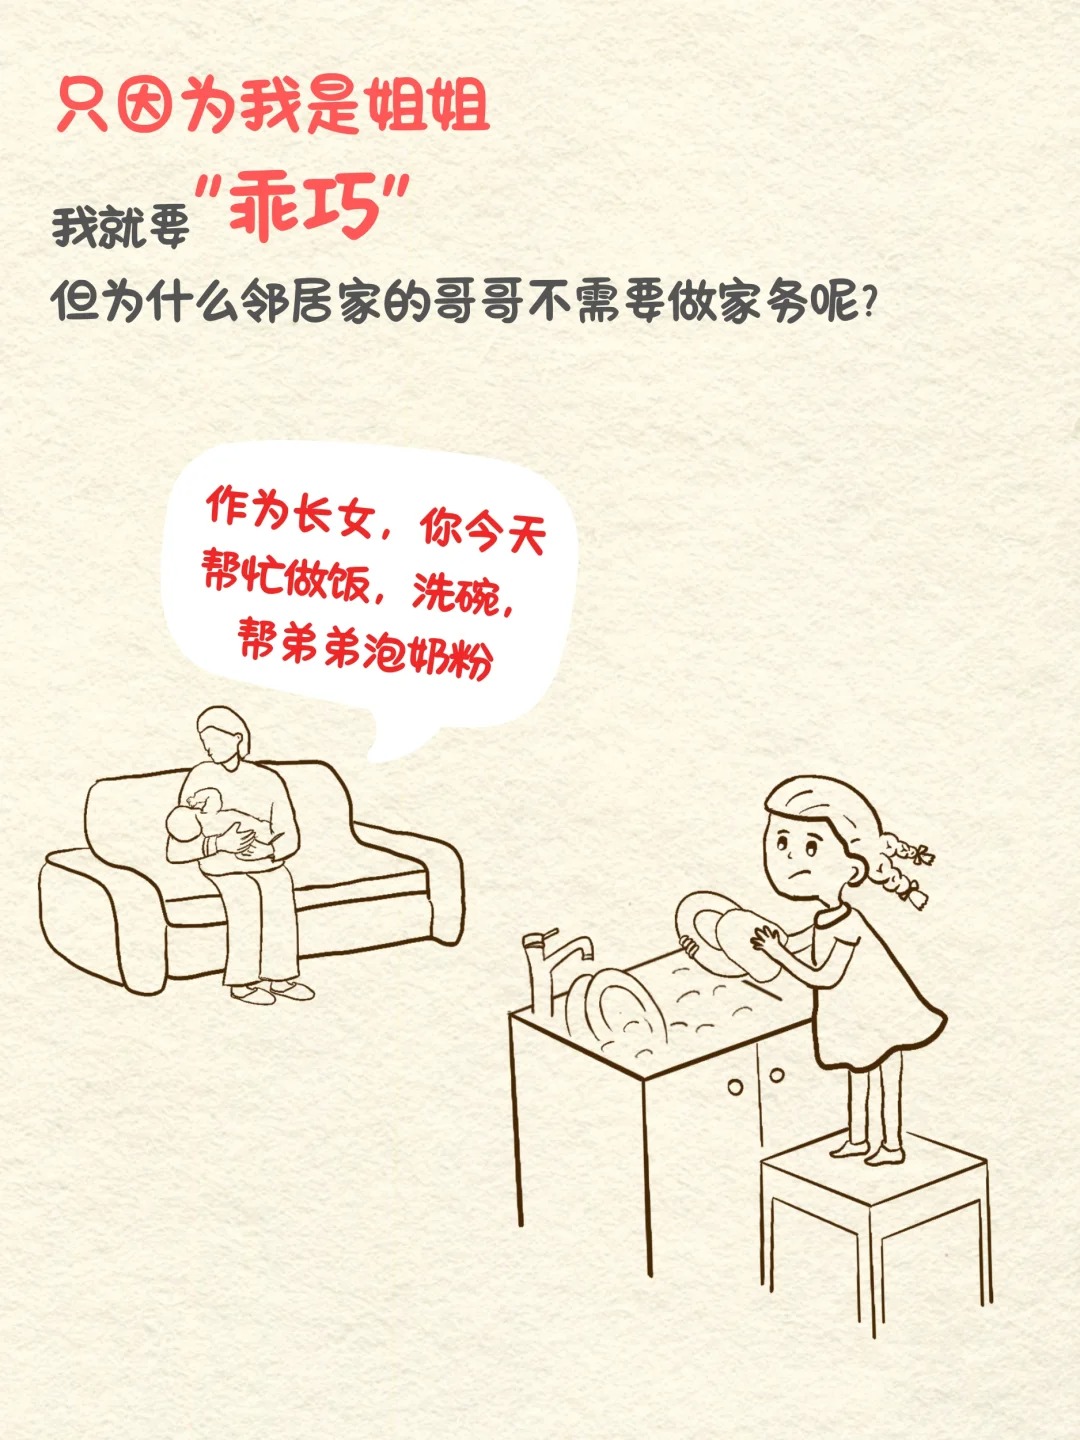 只因为我是姐姐
我就要"乖巧"
但为什么邻居家的哥哥不需要做家务呢?
作为长女，你今天
帮忙做饭，洗碗，
帮弟弟泡奶粉